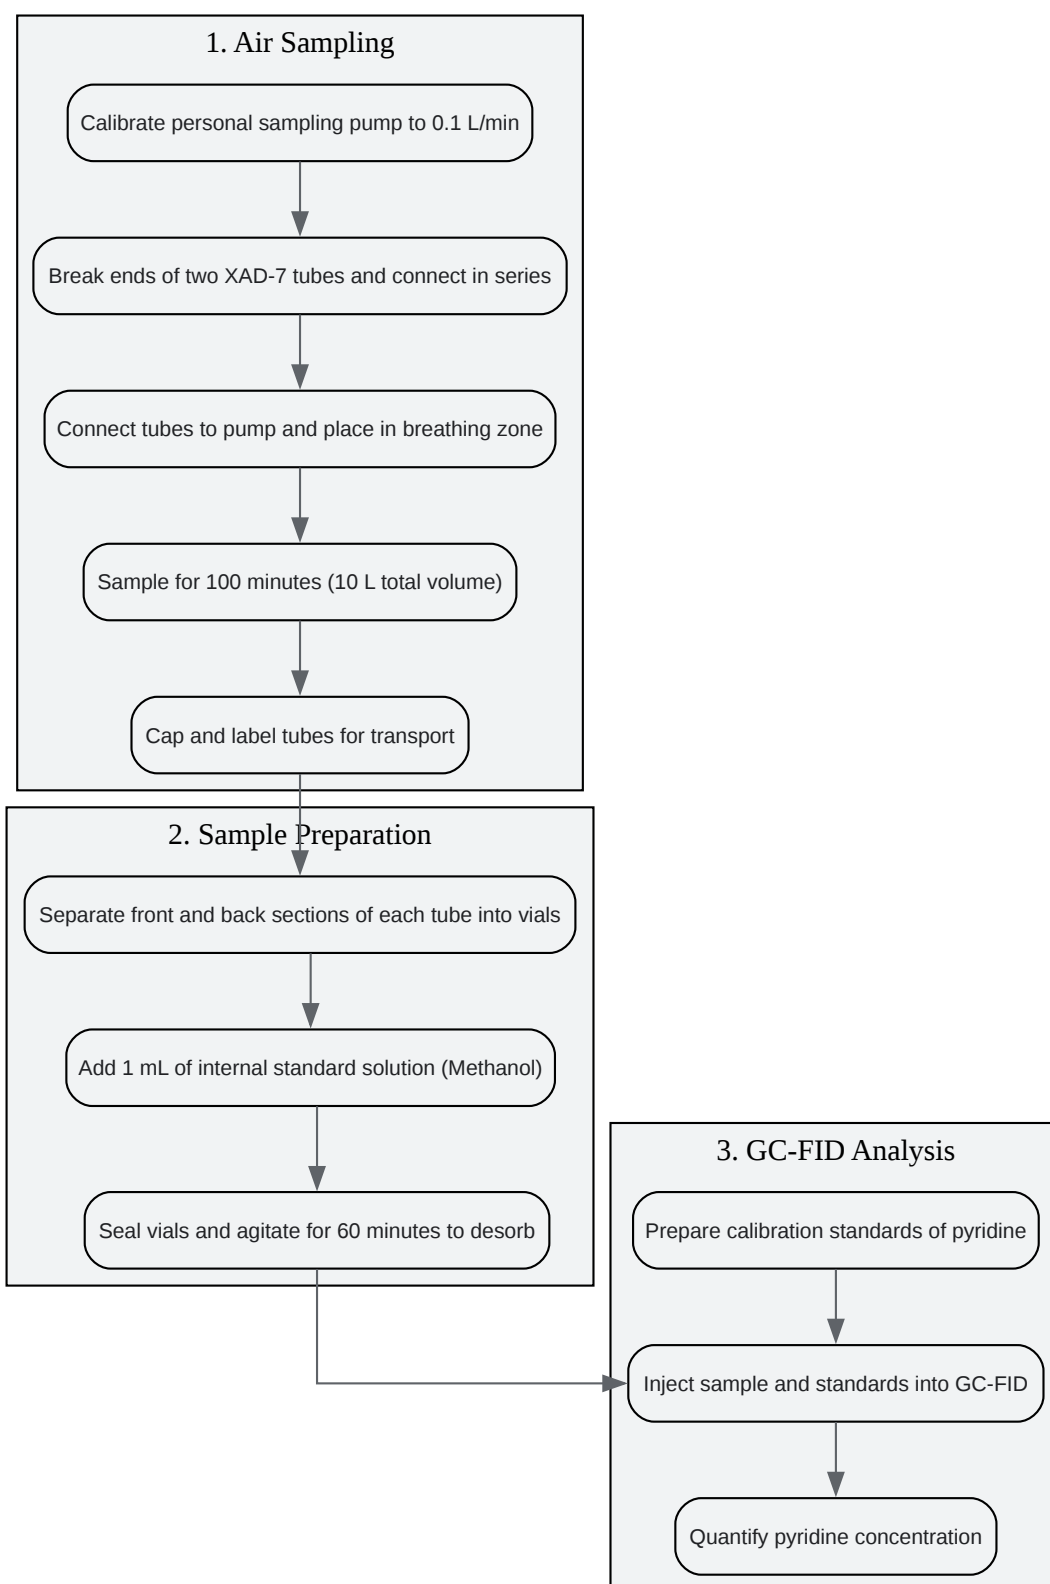 1. Air Sampling
Calibrate personal sampling pump to 0.1 L/min
Break ends of two XAD-7 tubes and connect in series
Connect tubes to pump and place in breathing zone
Sample for 100 minutes (10 L total volume)
Cap and label tubes for transport
2. Sample Preparation
Separate front and back sections of each tube into vials
Add 1 mL of internal standard solution (Methanol)
Seal vials and agitate for 60 minutes to desorb
3. GC-FID Analysis
Prepare calibration standards of pyridine
Inject sample and standards into GC-FID
Quantify pyridine concentration